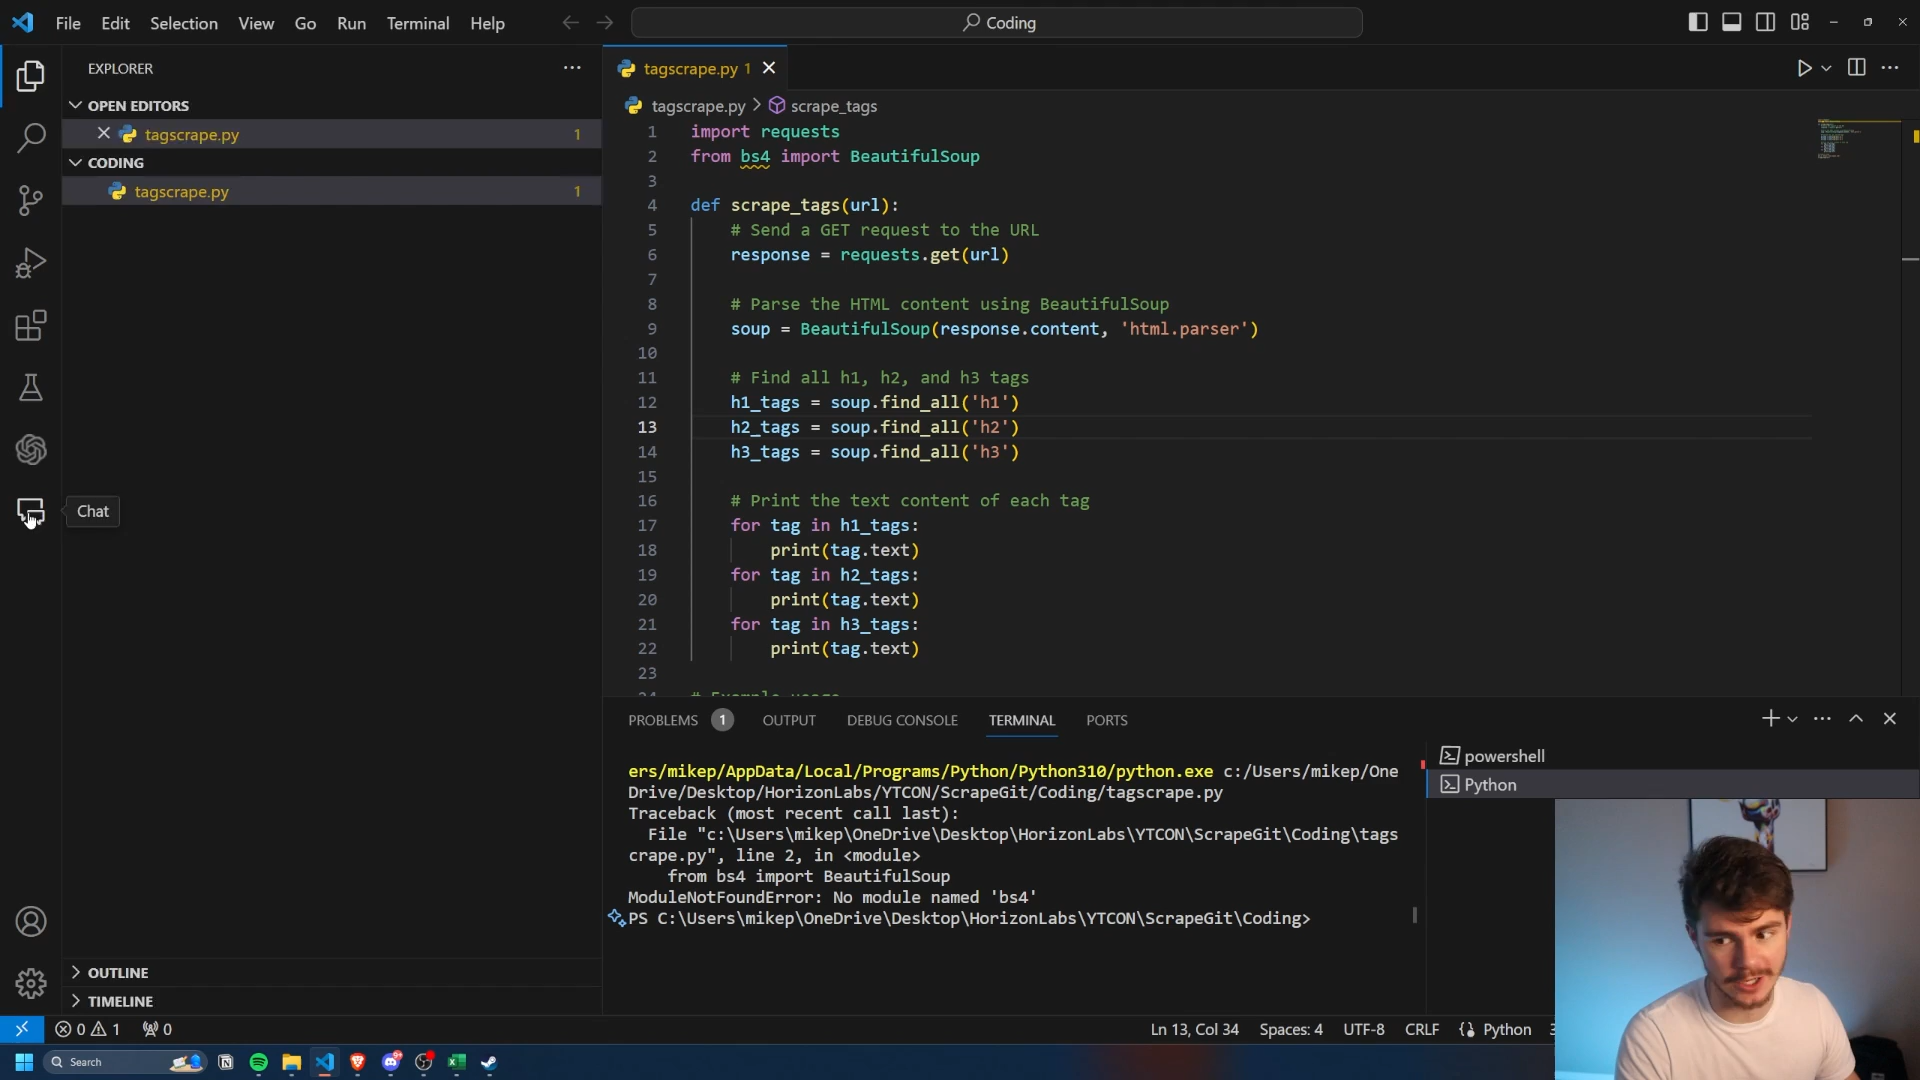 File Edit Selection View Go Run Terminal Help
Coding
EXPLORER
OPEN EDITORS
tagscrape.py 1
CODING
tagscrape.py 1
Chat
OUTLINE
TIMELINE
tagscrape.py 1
tagscrape.py > scrape_tags
1 import requests
2 from bs4 import BeautifulSoup
3
4 def scrape_tags(url):
5 # Send a GET request to the URL
6 response = requests.get(url)
7
8 # Parse the HTML content using BeautifulSoup
9 soup = BeautifulSoup(response.content, 'html.parser')
10
11 # Find all h1, h2, and h3 tags
12 h1_tags = soup.find_all('h1')
13 h2_tags = soup.find_all('h2')
14 h3_tags = soup.find_all('h3')
15
16 # Print the text content of each tag
17 for tag in h1_tags:
18 print(tag.text)
19 for tag in h2_tags:
20 print(tag.text)
21 for tag in h3_tags:
22 print(tag.text)
23
24 # Example usage
PROBLEMS 1 OUTPUT DEBUG CONSOLE TERMINAL PORTS
ers/mikep/AppData/Local/Programs/Python/Python310/python.exe c:/Users/mikep/One
Drive/Desktop/HorizonLabs/YTCON/ScrapeGit/Coding/tagscrape.py
Traceback (most recent call last):
File "c:\Users\mikep\OneDrive\Desktop\HorizonLabs\YTCON\ScrapeGit\Coding\tags
crape.py", line 2, in <module>
from bs4 import BeautifulSoup
ModuleNotFoundError: No module named 'bs4'
PS C:\Users\mikep\OneDrive\Desktop\HorizonLabs\YTCON\ScrapeGit\Coding>
powershell
Python
0 1 0
Ln 13, Col 34 Spaces: 4 UTF-8 CRLF Python 3
Search